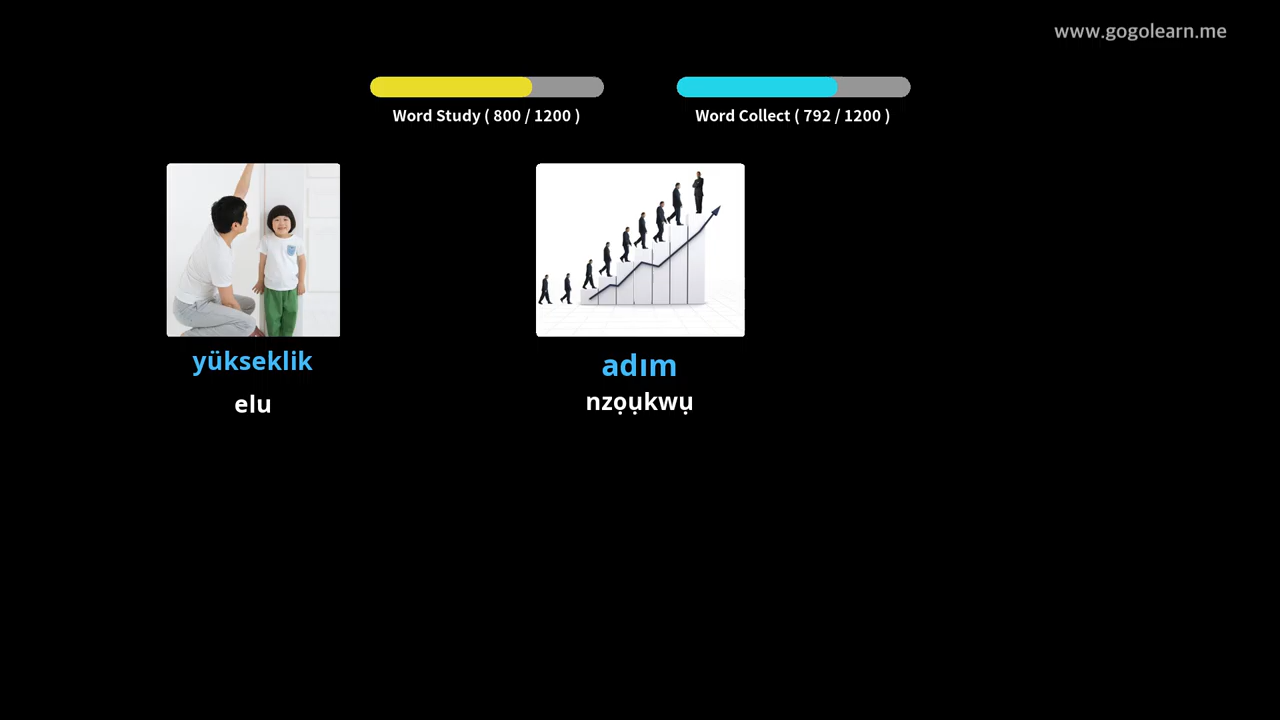 www.gogolearn.me
Word Study ( 800 / 1200 )
Word Collect ( 792 / 1200 )
yükseklik
elu
adım
nzọụkwụ